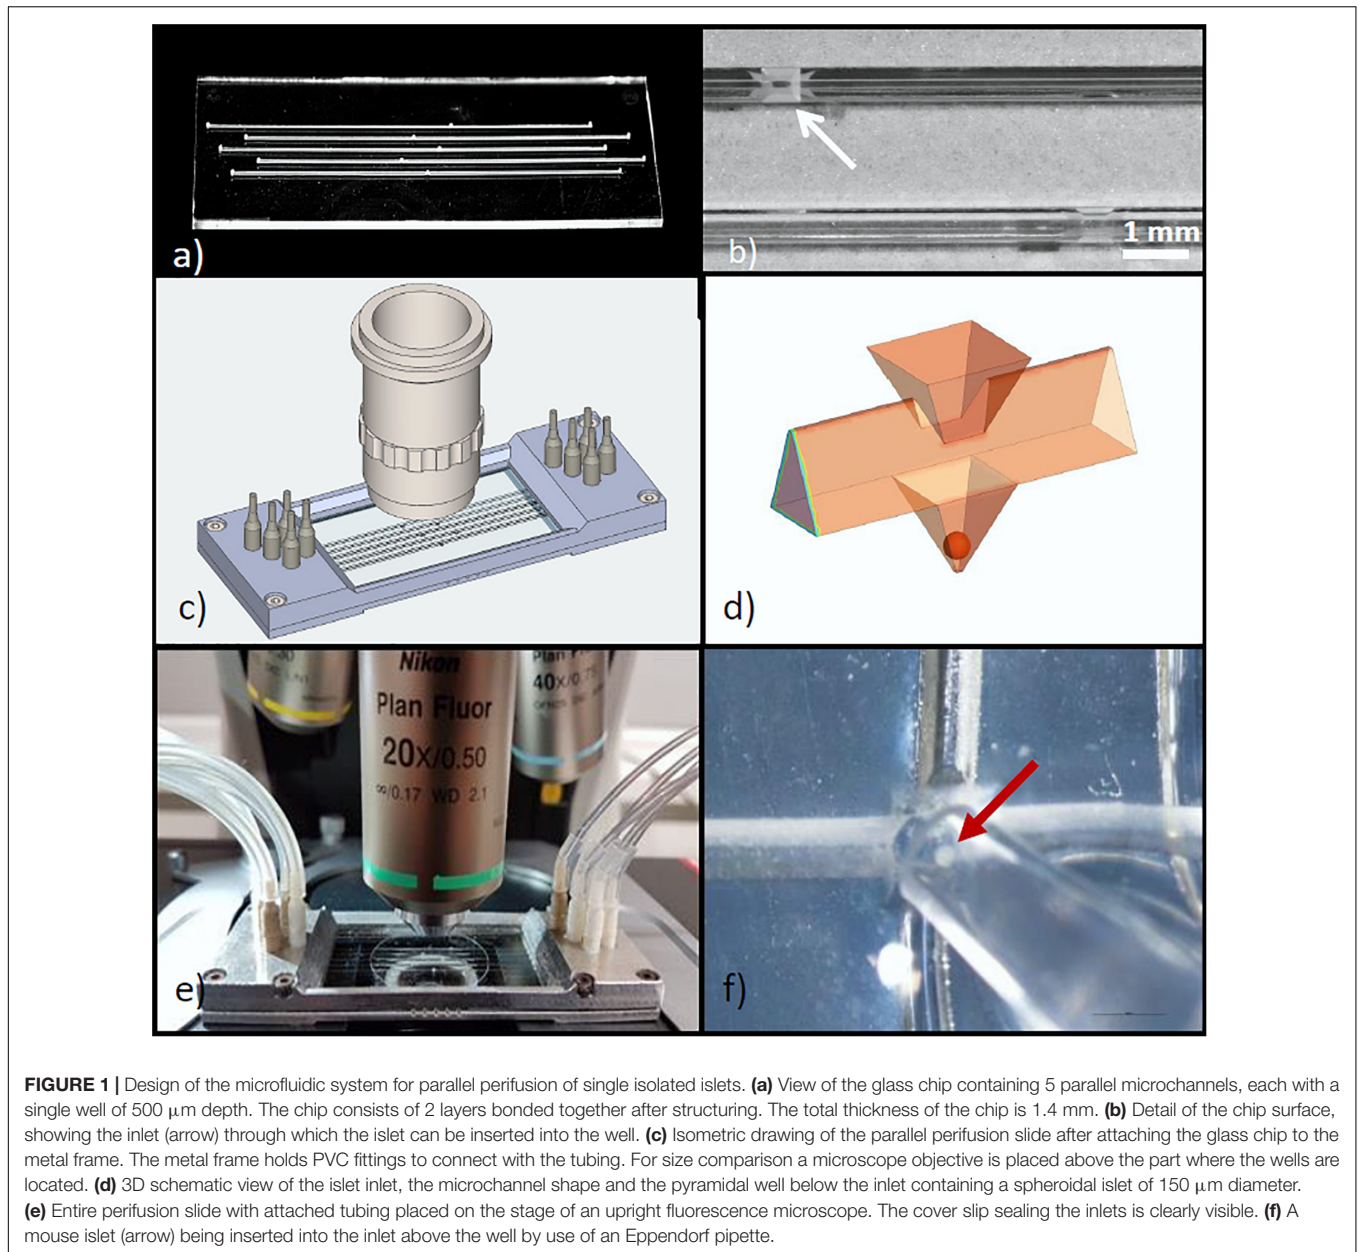 a)
b)
1 mm
c)
d)
Nikon
Plan Fluor
20x/0.50
∞/0.17 WD 2.1
40x/0.75
e)
f)
FIGURE 1 | Design of the microfluidic system for parallel perifusion of single isolated islets. (a) View of the glass chip containing 5 parallel microchannels, each with a
single well of 500 μm depth. The chip consists of 2 layers bonded together after structuring. The total thickness of the chip is 1.4 mm. (b) Detail of the chip surface,
showing the inlet (arrow) through which the islet can be inserted into the well. (c) Isometric drawing of the parallel perifusion slide after attaching the glass chip to the
metal frame. The metal frame holds PVC fittings to connect with the tubing. For size comparison a microscope objective is placed above the part where the wells are
located. (d) 3D schematic view of the islet inlet, the microchannel shape and the pyramidal well below the inlet containing a spheroidal islet of 150 μm diameter.
(e) Entire perifusion slide with attached tubing placed on the stage of an upright fluorescence microscope. The cover slip sealing the inlets is clearly visible. (f) A
mouse islet (arrow) being inserted into the inlet above the well by use of an Eppendorf pipette.